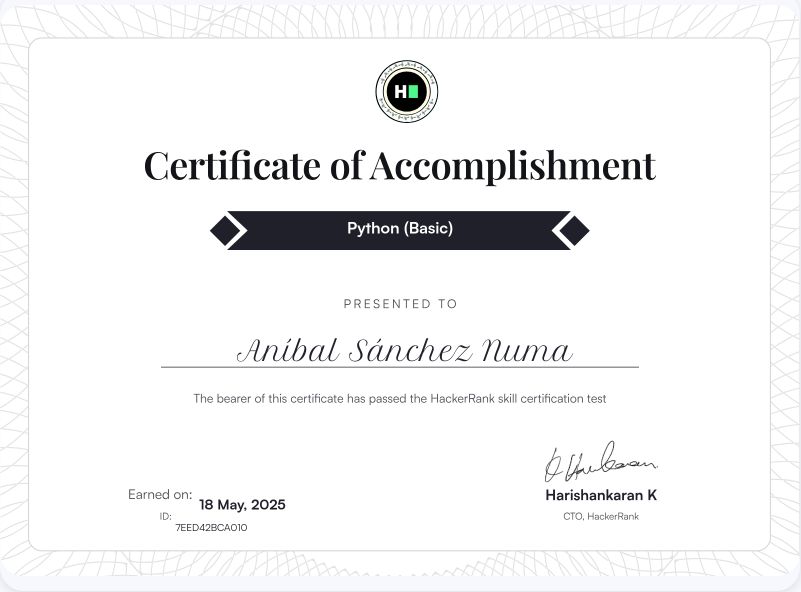 H
Certificate of Accomplishment
Python (Basic)
PRESENTED TO
Aníbal Sánchez Numa
The bearer of this certificate has passed the HackerRank skill certification test
Earned on: 18 May, 2025
ID: 7EED42BCA010
Harishankaran K
CTO, HackerRank